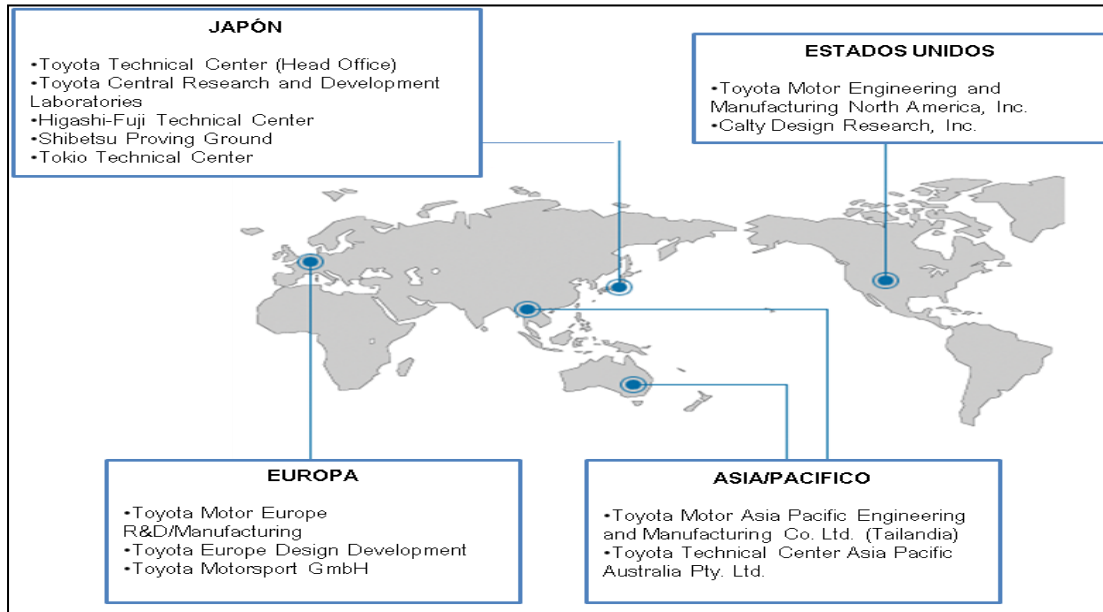 JAPÓN
•Toyota Technical Center (Head Office)
•Toyota Central Research and Development
Laboratories
•Higashi-Fuji Technical Center
•Shibetsu Proving Ground
•Tokio Technical Center
ESTADOS UNIDOS
•Toyota Motor Engineering and
Manufacturing North America, Inc.
•Calty Design Research, Inc.
EUROPA
•Toyota Motor Europe
R&D/Manufacturing
•Toyota Europe Design Development
•Toyota Motorsport GmbH
ASIA/PACIFICO
•Toyota Motor Asia Pacific Engineering
and Manufacturing Co. Ltd. (Tailandia)
•Toyota Technical Center Asia Pacific
Australia Pty. Ltd.